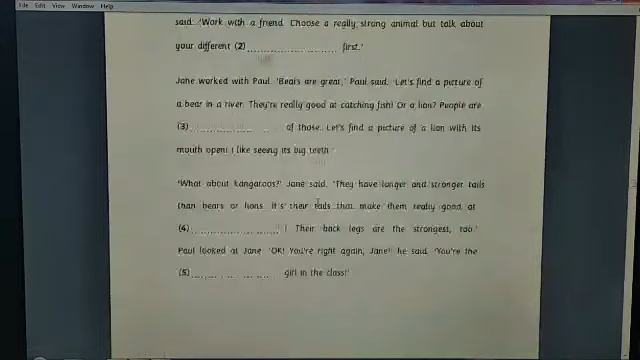 File Edit View Window Help
said. 'Work with a friend. Choose a really strong animal but talk about
your different (2) ........................ first.'
Jane worked with Paul. 'Bears are great,' Paul said. 'Let's find a picture of
a bear in a river. They're really good at catching fish! Or a lion? People are
(3) ........................ of those. Let's find a picture of a lion with its
mouth open! I like seeing its big teeth.'
'What about kangaroos?' Jane said. 'They have longer and stronger tails
than bears or lions. It's their tails that make them really good at
(4) ........................ ! Their back legs are the strongest, too.'
Paul looked at Jane. 'OK! You're right again, Jane!' he said. 'You're the
(5) ........................ girl in the class!'